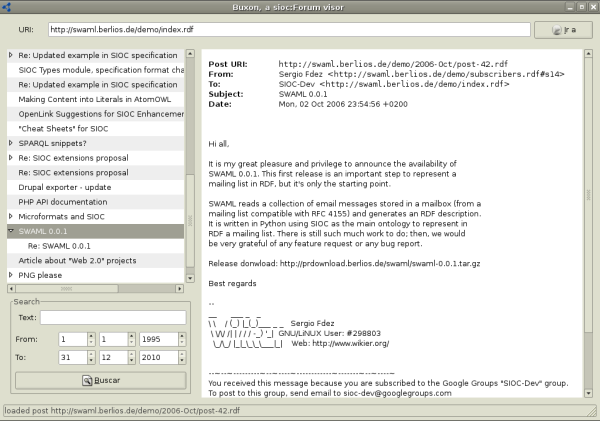 Buxon, a sioc:Forum visor
URI: http://swaml.berlios.de/demo/index.rdf Ir a
Re: Updated example in SIOC specification
SIOC Types module, specification format cha
Re: Updated example in SIOC specification
Making Content into Literals in AtomOWL
OpenLink Suggestions for SIOC Enhancemer
"Cheat Sheets" for SIOC
SPARQL snippets?
Re: SIOC extensions proposal
Re: SIOC extensions proposal
Drupal exporter - update
PHP API documentation
Microformats and SIOC
SWAML 0.0.1
Re: SWAML 0.0.1
Article about "Web 2.0" projects
PNG please
Search
Text:
From: 1 1 1995
To: 31 12 2010
Buscar
Post URI: http://swaml.berlios.de/demo/2006-Oct/post-42.rdf
From: Sergio Fdez <http://swaml.berlios.de/demo/subscribers.rdf#s14>
To: SIOC-Dev <http://swaml.berlios.de/demo/index.rdf>
Subject: SWAML 0.0.1
Date: Mon, 02 Oct 2006 23:54:56 +0200
Hi all,
It is my great pleasure and privilege to announce the availability of
SWAML 0.0.1. This first release is an important step to represent a
mailing list in RDF, but it's only the starting point.
SWAML reads a collection of email messages stored in a mailbox (from a
mailing list compatible with RFC 4155) and generates an RDF description.
It is written in Python using SIOC as the main ontology to represent in
RDF a mailing list. There is still such much work to do; then, we would
be very grateful of any feature request or any bug report.
Release donwload: http://prdownload.berlios.de/swaml/swaml-0.0.1.tar.gz
Best regards
--
Sergio Fdez
GNU/LiNUX User: #298803
Web: http://www.wikier.org/
You received this message because you are subscribed to the Google Groups "SIOC-Dev" group.
To post to this group, send email to sioc-dev@googlegroups.com
loaded post http://swaml.berlios.de/demo/2006-Oct/post-42.rdf